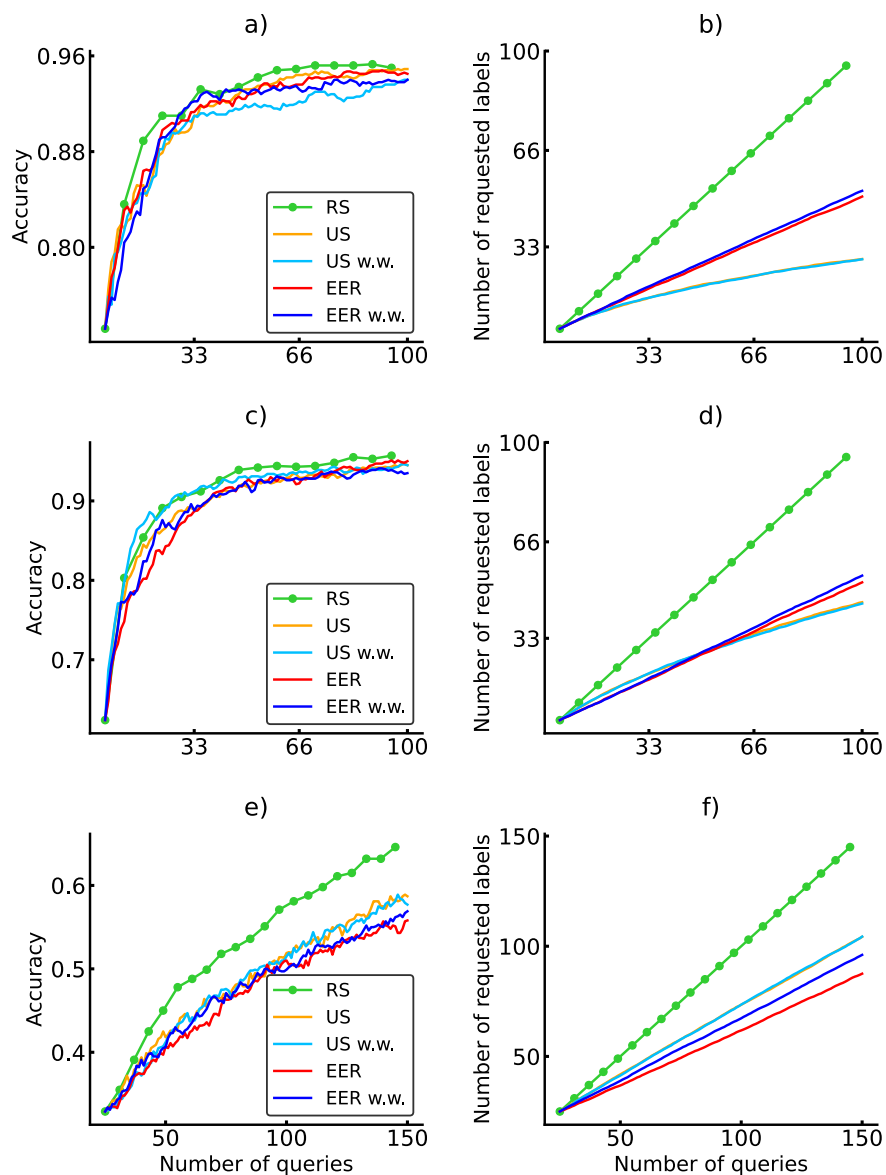 a)
Accuracy
0.96
0.88
0.80
RS
US
US w.w.
EER
EER w.w.
33
66
100
b)
Number of requested labels
100
66
33
33
66
100
c)
Accuracy
0.9
0.8
0.7
RS
US
US w.w.
EER
EER w.w.
33
66
100
d)
Number of requested labels
100
66
33
33
66
100
e)
Accuracy
0.6
0.5
0.4
RS
US
US w.w.
EER
EER w.w.
50
100
150
Number of queries
f)
Number of requested labels
150
100
50
50
100
150
Number of queries